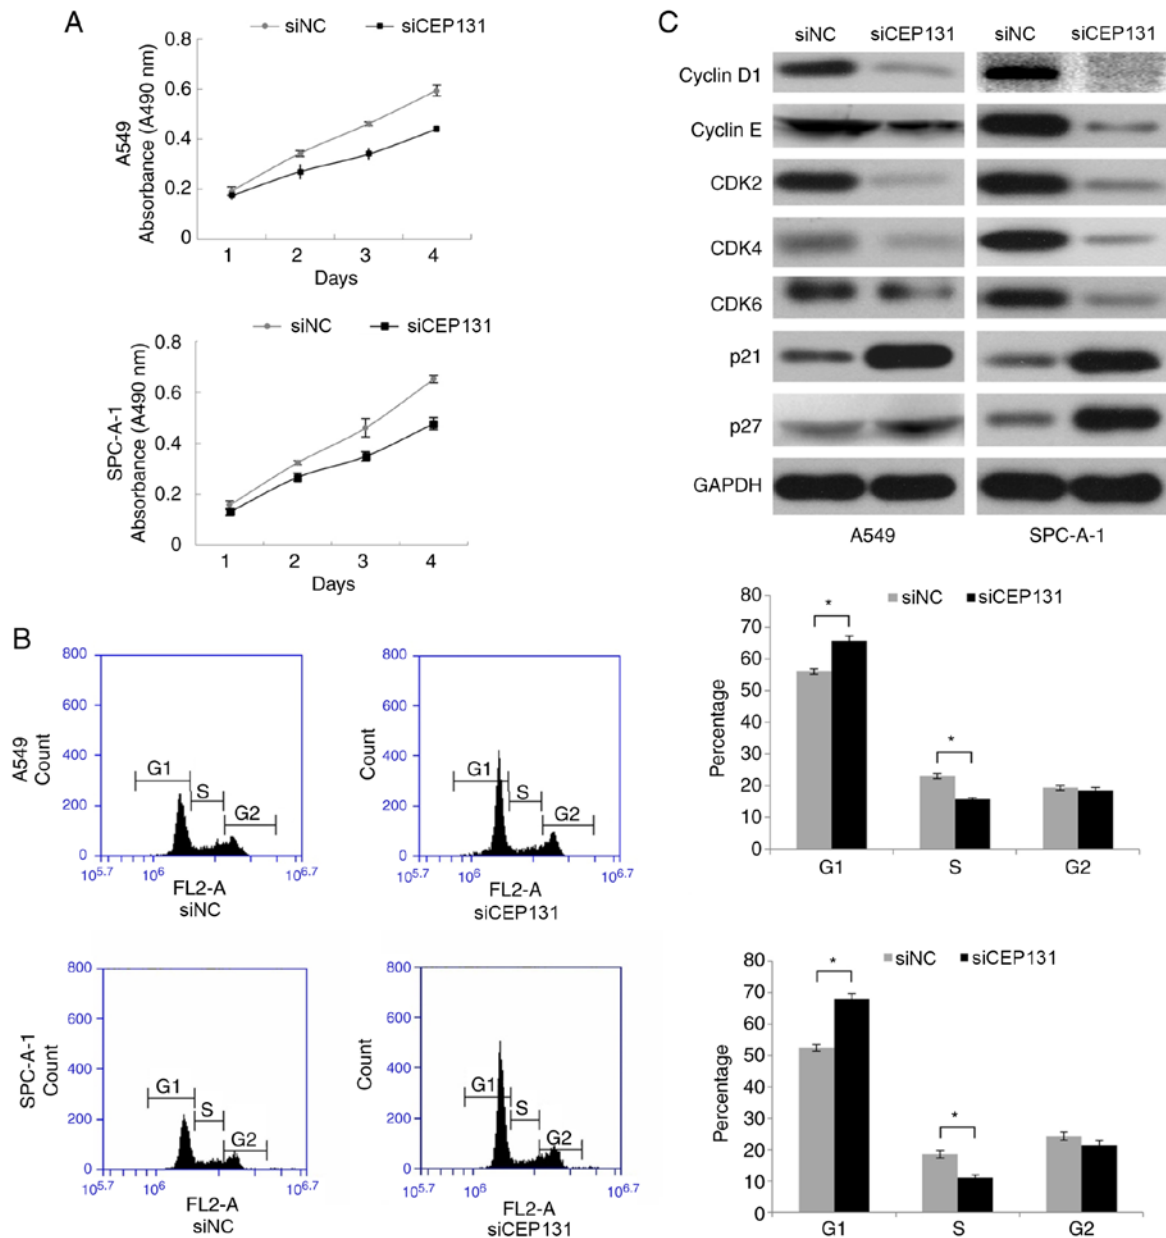 A
siNC siCEP131
0.8
0.6
0.4
0.2
0
A549
Absorbance (A490 nm)
1 2 3 4
Days
siNC siCEP131
0.8
0.6
0.4
0.2
0
SPC-A-1
Absorbance (A490 nm)
1 2 3 4
Days
C
siNC siCEP131 siNC siCEP131
Cyclin D1
Cyclin E
CDK2
CDK4
CDK6
p21
p27
GAPDH
A549 SPC-A-1
B
800
600
400
200
0
A549
Count
G1
S
G2
10^5.7 10^6 10^6.7
FL2-A
siNC
800
600
400
200
0
Count
G1
S
G2
10^5.7 10^6 10^6.7
FL2-A
siCEP131
siNC siCEP131
80
70
60
50
40
30
20
10
0
Percentage
*
*
G1 S G2
800
600
400
200
0
SPC-A-1
Count
G1
S
G2
10^5.7 10^6 10^6.7
FL2-A
siNC
800
600
400
200
0
Count
G1
S
G2
10^5.7 10^6 10^6.7
FL2-A
siCEP131
siNC siCEP131
80
70
60
50
40
30
20
10
0
Percentage
*
*
G1 S G2